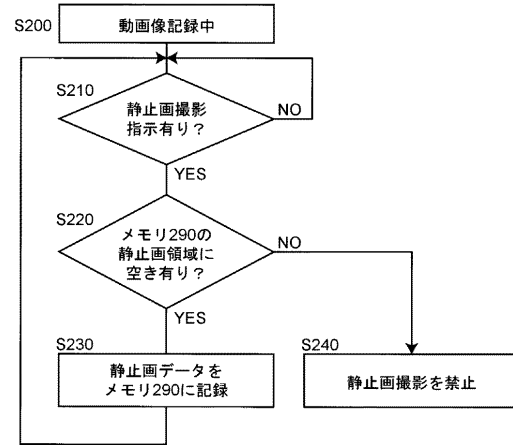 S200
動画像記録中
S210
静止画撮影
指示有り？
NO
YES
S220
メモリ290の
静止画領域に
空き有り？
NO
YES
S230
静止画データを
メモリ290に記録
S240
静止画撮影を禁止